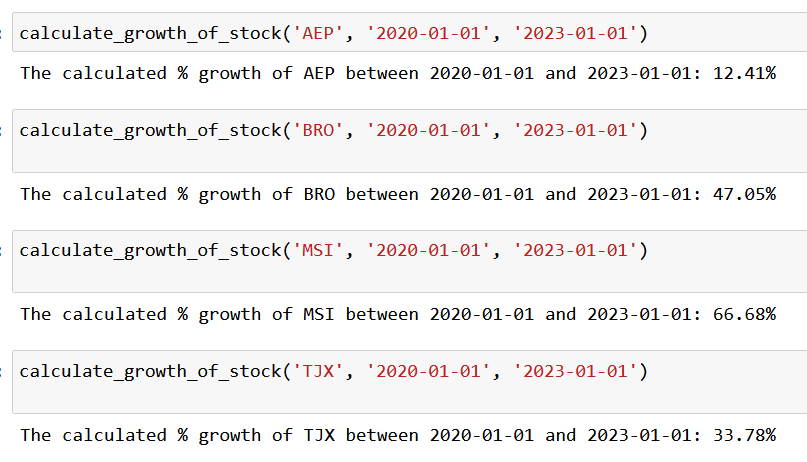 calculate_growth_of_stock('AEP', '2020-01-01', '2023-01-01')
The calculated % growth of AEP between 2020-01-01 and 2023-01-01: 12.41%
calculate_growth_of_stock('BRO', '2020-01-01', '2023-01-01')
The calculated % growth of BRO between 2020-01-01 and 2023-01-01: 47.05%
calculate_growth_of_stock('MSI', '2020-01-01', '2023-01-01')
The calculated % growth of MSI between 2020-01-01 and 2023-01-01: 66.68%
calculate_growth_of_stock('TJX', '2020-01-01', '2023-01-01')
The calculated % growth of TJX between 2020-01-01 and 2023-01-01: 33.78%